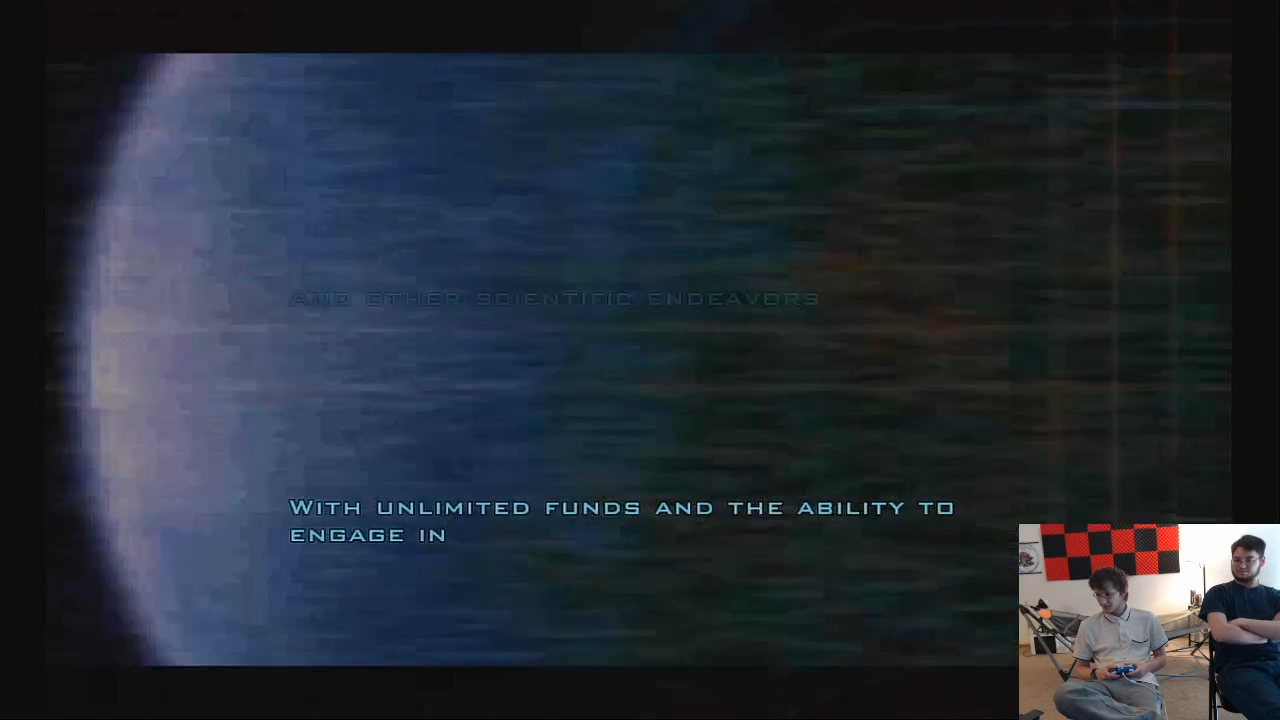 AND OTHER SCIENTIFIC ENDEAVORS
WITH UNLIMITED FUNDS AND THE ABILITY TO
ENGAGE IN